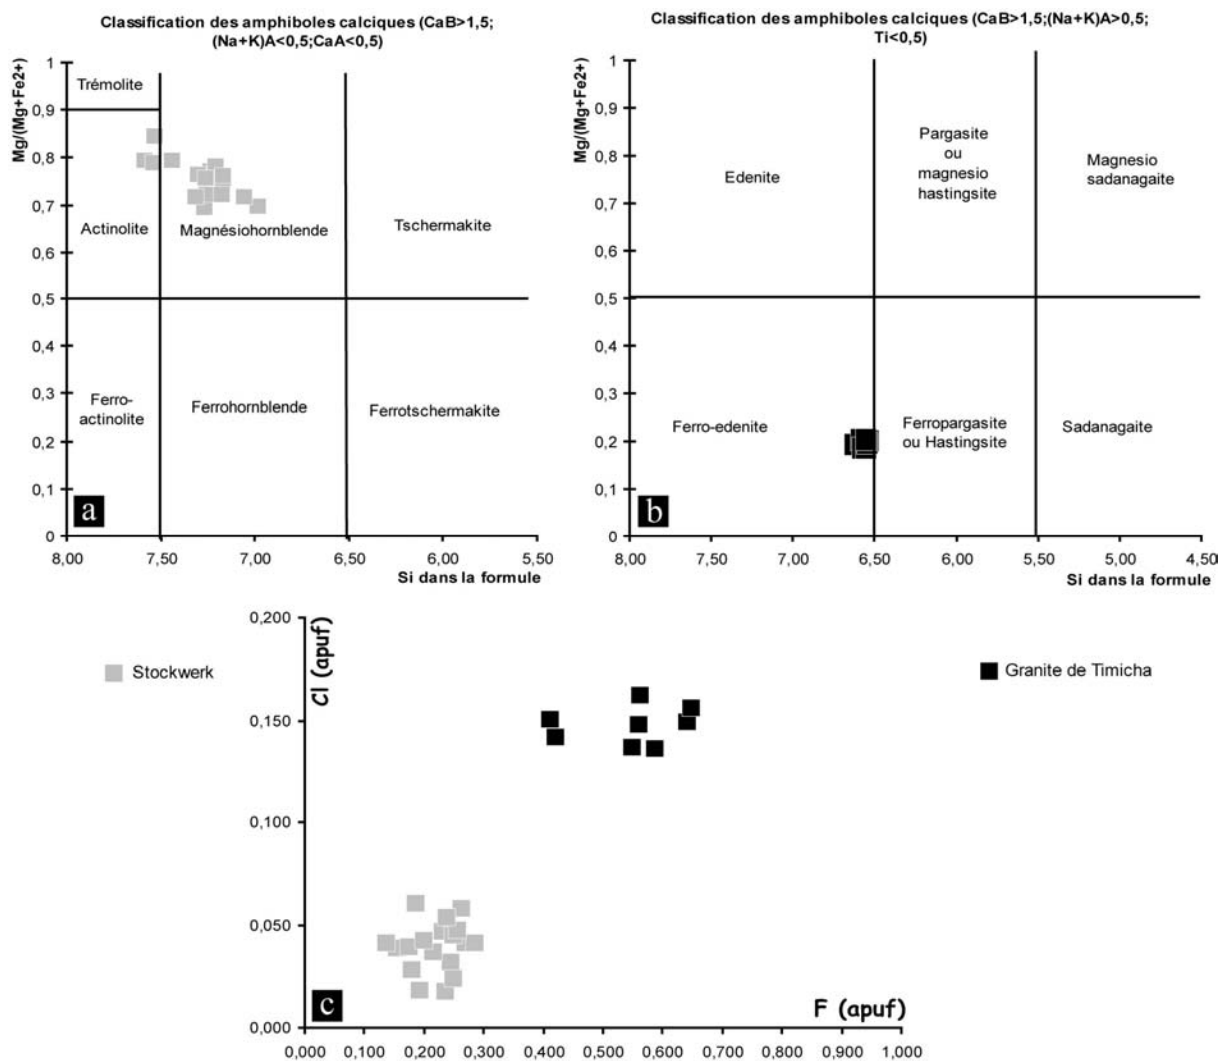 Classification des amphiboles calciques (CaB>1,5;
(Na+K)A<0,5;CaA<0,5)
Mg/(Mg+Fe2+)
1
0,9
0,8
0,7
0,6
0,5
0,4
0,3
0,2
0,1
0
Trémolite
Actinolite
Magnésiohornblende
Tschermakite
Ferro-
actinolite
Ferrohornblende
Ferrotschermakite
a
8,00
7,50
7,00
6,50
6,00
5,50
Si dans la formule
Classification des amphiboles calciques (CaB>1,5;(Na+K)A>0,5;
Ti<0,5)
Mg/(Mg+Fe2+)
1
0,9
0,8
0,7
0,6
0,5
0,4
0,3
0,2
0,1
0
Edenite
Pargasite
ou
magnesio
hastingsite
Magnesio
sadanagaite
Ferro-edenite
Ferropargasite
ou Hastingsite
Sadanagaite
b
8,00
7,50
7,00
6,50
6,00
5,50
5,00
4,50
Si dans la formule
Stockwerk
Granite de Timicha
Cl (apuf)
0,200
0,150
0,100
0,050
0,000
c
F (apuf)
0,000
0,100
0,200
0,300
0,400
0,500
0,600
0,700
0,800
0,900
1,000